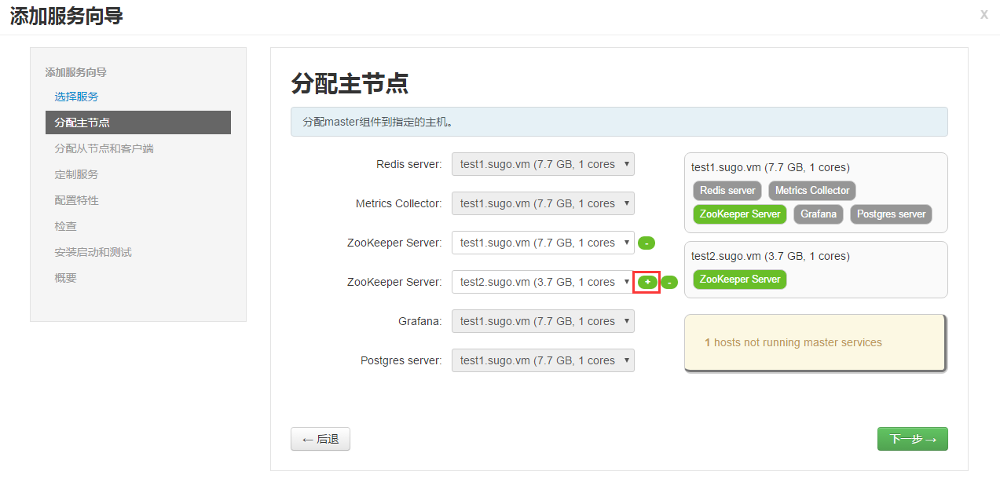 添加服务向导
x
添加服务向导
选择服务
分配主节点
分配从节点和客户端
定制服务
配置特性
检查
安装启动和测试
概要
分配主节点
分配master组件到指定的主机。
Redis server: test1.sugo.vm (7.7 GB, 1 cores
Metrics Collector: test1.sugo.vm (7.7 GB, 1 cores
ZooKeeper Server: test1.sugo.vm (7.7 GB, 1 cores -
ZooKeeper Server: test2.sugo.vm (3.7 GB, 1 cores + -
Grafana: test1.sugo.vm (7.7 GB, 1 cores
Postgres server: test1.sugo.vm (7.7 GB, 1 cores
test1.sugo.vm (7.7 GB, 1 cores)
Redis server Metrics Collector
ZooKeeper Server Grafana Postgres server
test2.sugo.vm (3.7 GB, 1 cores)
ZooKeeper Server
1 hosts not running master services
← 后退
下一步 →